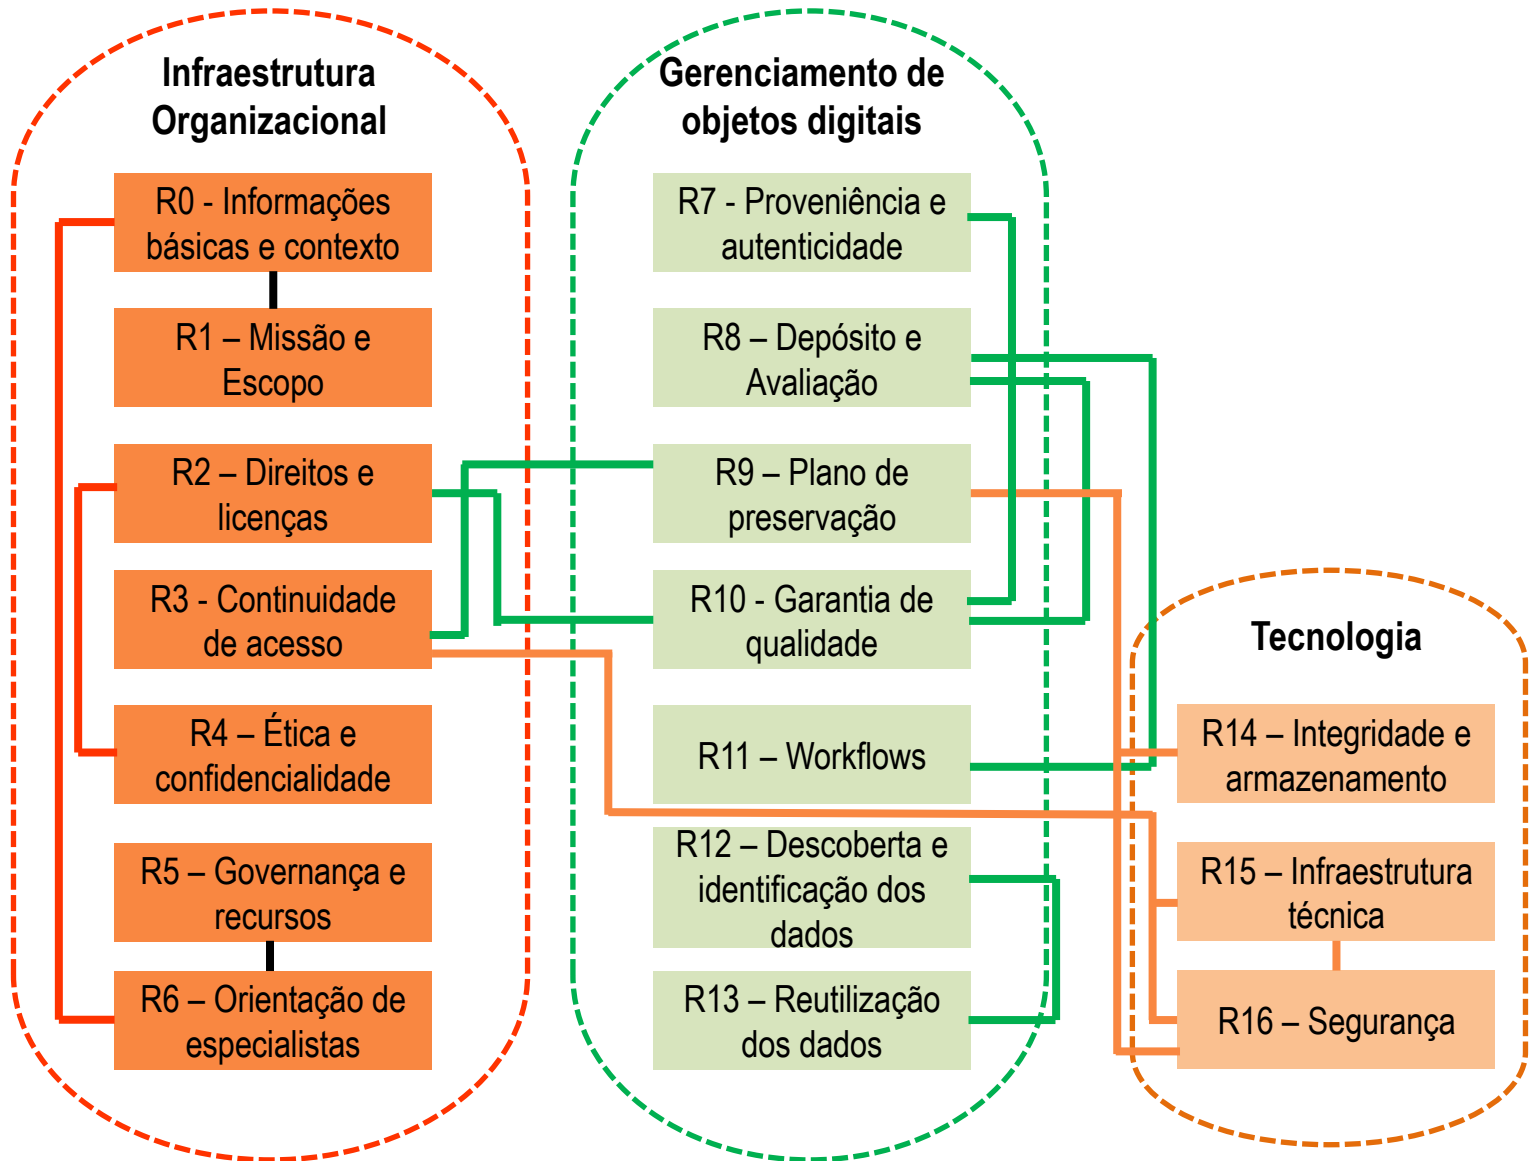 Infraestrutura
Organizacional
R0 - Informações
básicas e contexto
R1 – Missão e
Escopo
R2 – Direitos e
licenças
R3 - Continuidade
de acesso
R4 – Ética e
confidencialidade
R5 – Governança e
recursos
R6 – Orientação de
especialistas
Gerenciamento de
objetos digitais
R7 - Proveniência e
autenticidade
R8 – Depósito e
Avaliação
R9 – Plano de
preservação
R10 - Garantia de
qualidade
R11 – Workflows
R12 – Descoberta e
identificação dos
dados
R13 – Reutilização
dos dados
Tecnologia
R14 – Integridade e
armazenamento
R15 – Infraestrutura
técnica
R16 – Segurança